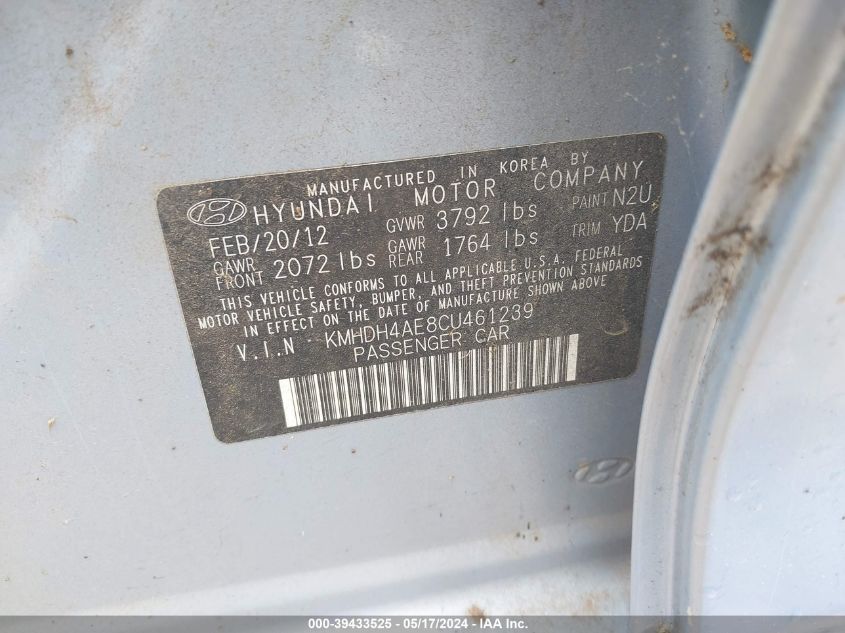 MANUFACTURED IN KOREA BY
HYUNDAI MOTOR COMPANY
FEB/20/12 GVWR 3792 lbs PAINT N2U
GAWR FRONT 2072 lbs GAWR REAR 1764 lbs TRIM YDA
THIS VEHICLE CONFORMS TO ALL APPLICABLE U.S.A. FEDERAL
MOTOR VEHICLE SAFETY, BUMPER, AND THEFT PREVENTION STANDARDS
IN EFFECT ON THE DATE OF MANUFACTURE SHOWN ABOVE
V.I.N KMHDH4AE8CU461239
PASSENGER CAR
000-39433525 - 05/17/2024 - IAA, Inc.